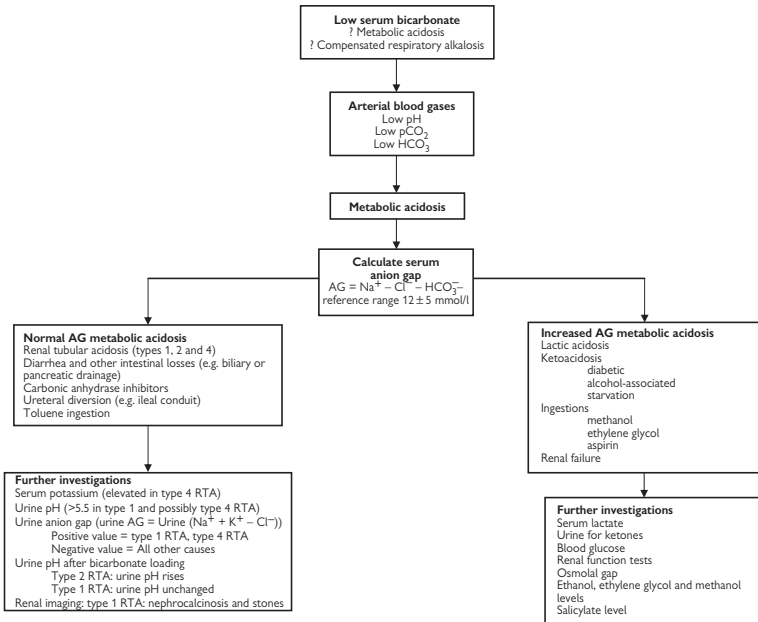 Low serum bicarbonate
? Metabolic acidosis
? Compensated respiratory alkalosis
Arterial blood gases
Low pH
Low pCO2
Low HCO3
Metabolic acidosis
Calculate serum
anion gap
AG = Na+ – Cl– – HCO3–
reference range 12 ± 5 mmol/l
Normal AG metabolic acidosis
Renal tubular acidosis (types 1, 2 and 4)
Diarrhea and other intestinal losses (e.g. biliary or
pancreatic drainage)
Carbonic anhydrase inhibitors
Ureteral diversion (e.g. ileal conduit)
Toluene ingestion
Further investigations
Serum potassium (elevated in type 4 RTA)
Urine pH (>5.5 in type 1 and possibly type 4 RTA)
Urine anion gap (urine AG = Urine (Na+ + K+ – Cl–))
Positive value = type 1 RTA, type 4 RTA
Negative value = All other causes
Urine pH after bicarbonate loading
Type 2 RTA: urine pH rises
Type 1 RTA: urine pH unchanged
Renal imaging: type 1 RTA: nephrocalcinosis and stones
Increased AG metabolic acidosis
Lactic acidosis
Ketoacidosis
diabetic
alcohol-associated
starvation
Ingestions
methanol
ethylene glycol
aspirin
Renal failure
Further investigations
Serum lactate
Urine for ketones
Blood glucose
Renal function tests
Osmolal gap
Ethanol, ethylene glycol and methanol
levels
Salicylate level